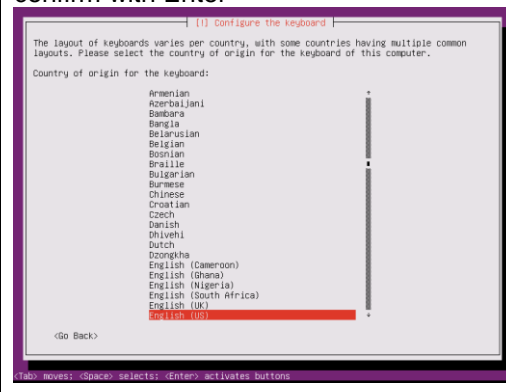 confirm with Enter
[!] Configure the keyboard
The layout of keyboards varies per country, with some countries having multiple common
layouts. Please select the country of origin for the keyboard of this computer.
Country of origin for the keyboard:
Armenian
Azerbaijani
Bambara
Bangla
Belarusian
Belgian
Bosnian
Braille
Bulgarian
Burmese
Chinese
Croatian
Czech
Danish
Dhivehi
Dutch
Dzongkha
English (Cameroon)
English (Ghana)
English (Nigeria)
English (South Africa)
English (UK)
English (US)
<Go Back>
<Tab> moves; <Space> selects; <Enter> activates buttons